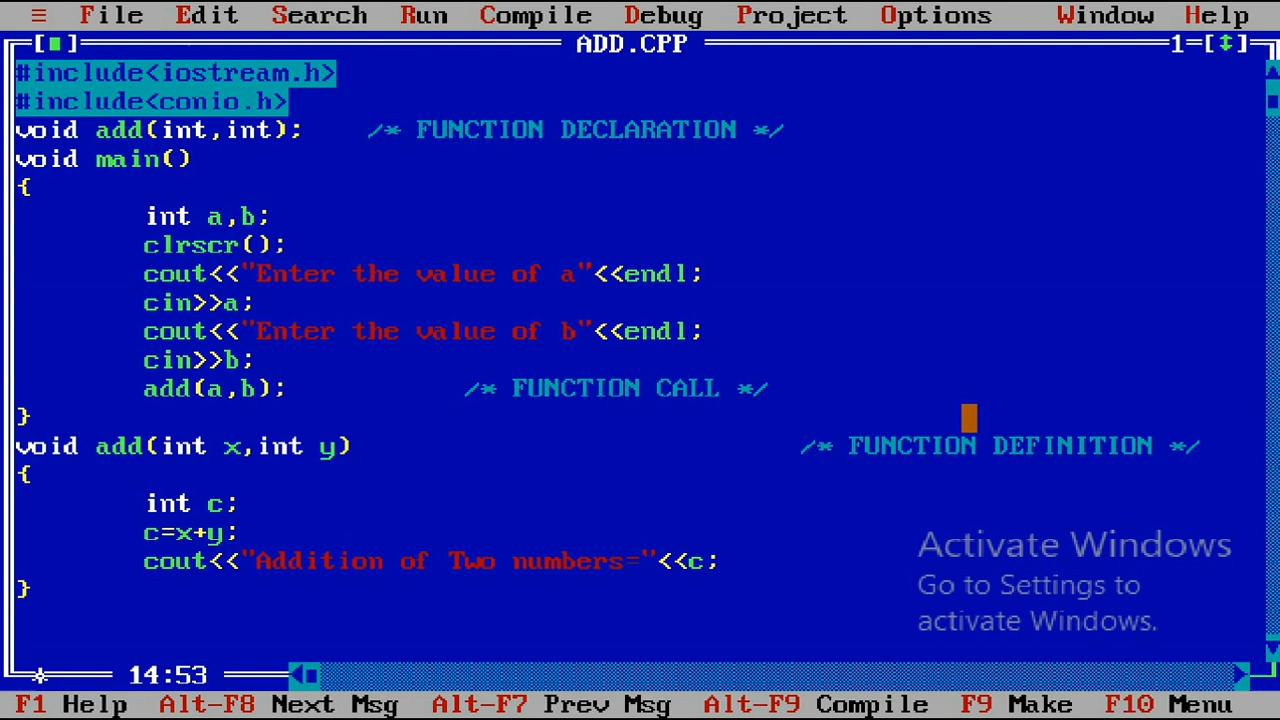 ≡ File Edit Search Run Compile Debug Project Options Window Help
[■] ADD.CPP 1=[↕]
#include<iostream.h>
#include<conio.h>
void add(int,int); /* FUNCTION DECLARATION */
void main()
{
int a,b;
clrscr();
cout<<"Enter the value of a"<<endl;
cin>>a;
cout<<"Enter the value of b"<<endl;
cin>>b;
add(a,b); /* FUNCTION CALL */
}
void add(int x,int y) /* FUNCTION DEFINITION */
{
int c;
c=x+y;
cout<<"Addition of Two numbers="<<c;
}
Activate Windows
Go to Settings to
activate Windows.
14:53
F1 Help Alt-F8 Next Msg Alt-F7 Prev Msg Alt-F9 Compile F9 Make F10 Menu